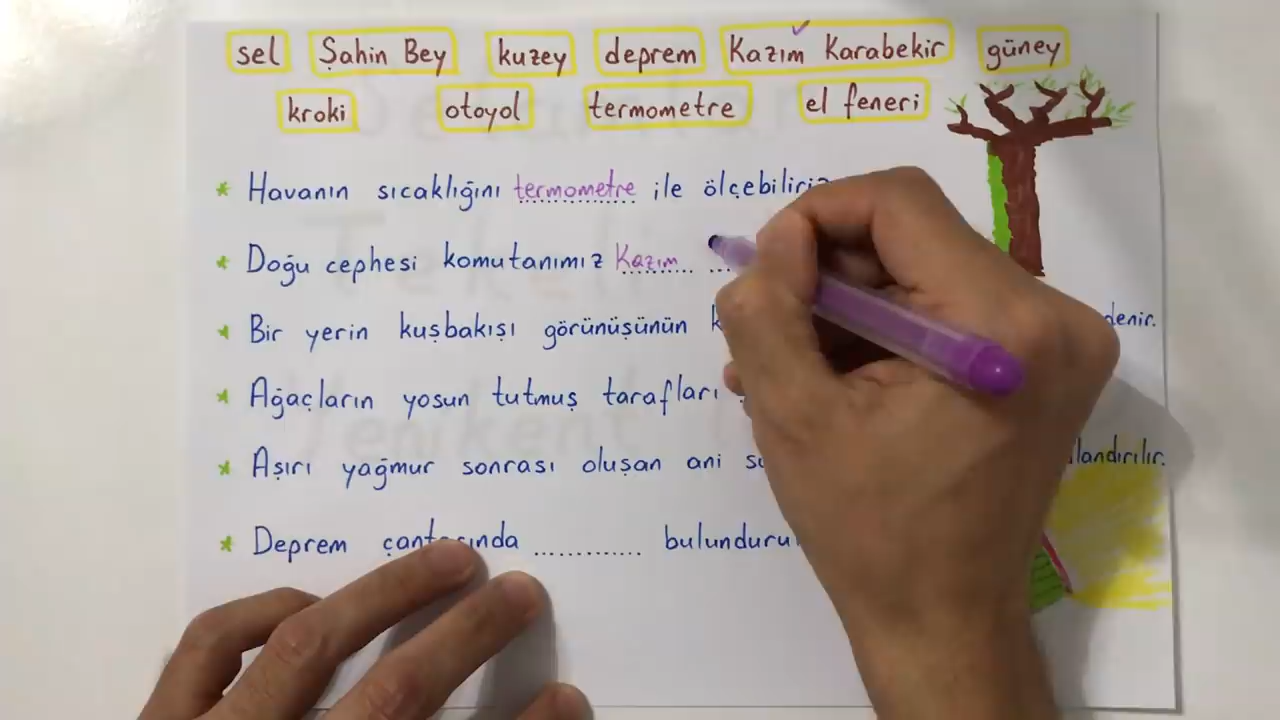 sel Şahin Bey kuzey deprem Kazım Karabekir güney
kroki otoyol termometre el feneri
* Havanın sıcaklığını termometre ile ölçebiliriz
* Doğu cephesi komutanımız Kazım ....
* Bir yerin kuşbakışı görünüşünün denir.
* Ağaçların yosun tutmuş tarafları
* Aşırı yağmur sonrası oluşan ani
* Deprem çantasında .............